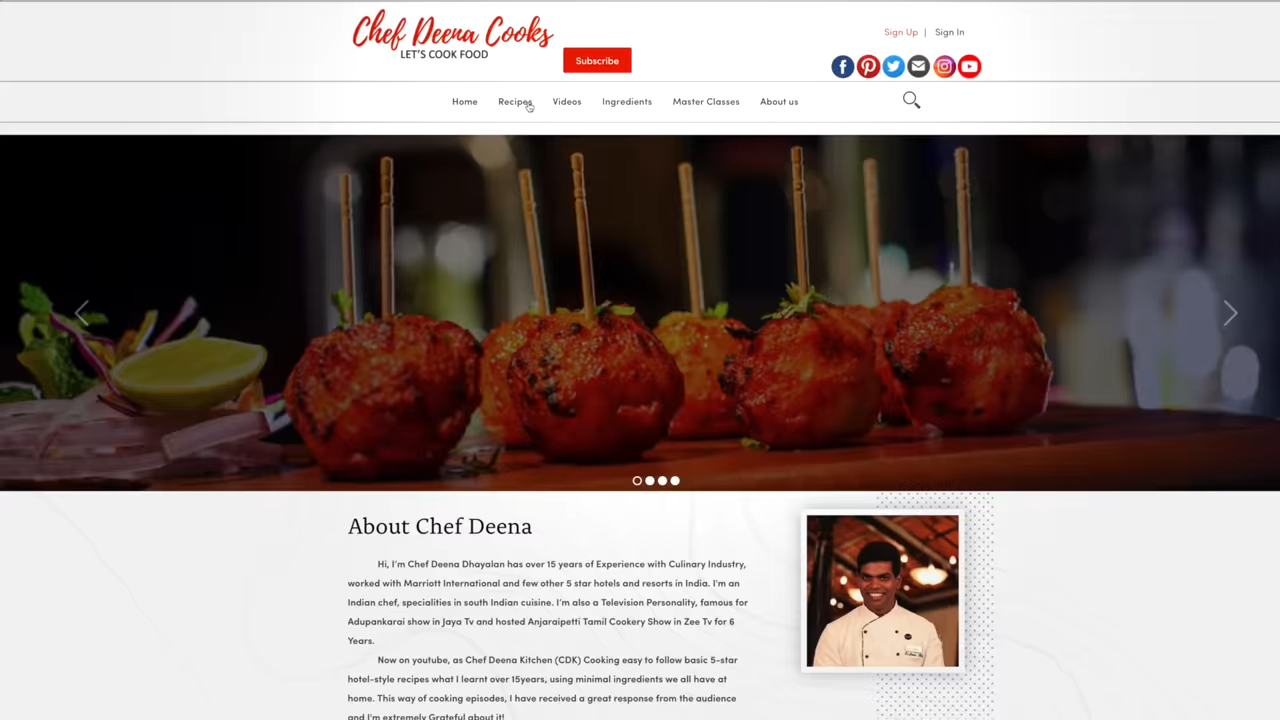 Chef Deena Cooks
LET'S COOK FOOD
Subscribe
Sign Up | Sign In
Home Recipes Videos Ingredients Master Classes About us
About Chef Deena
Hi, I'm Chef Deena Dhayalan has over 15 years of Experience with Culinary Industry,
worked with Marriott International and few other 5 star hotels and resorts in India. I'm an
Indian chef, specialities in south Indian cuisine. I'm also a Television Personality, famous for
Adupankarai show in Jaya Tv and hosted Anjaraipetti Tamil Cookery Show in Zee Tv for 6
Years.
Now on youtube, as Chef Deena Kitchen (CDK) Cooking easy to follow basic 5-star
hotel-style recipes what I learnt over 15years, using minimal ingredients we all have at
home. This way of cooking episodes, I have received a great response from the audience
and I'm extremely Grateful about it!